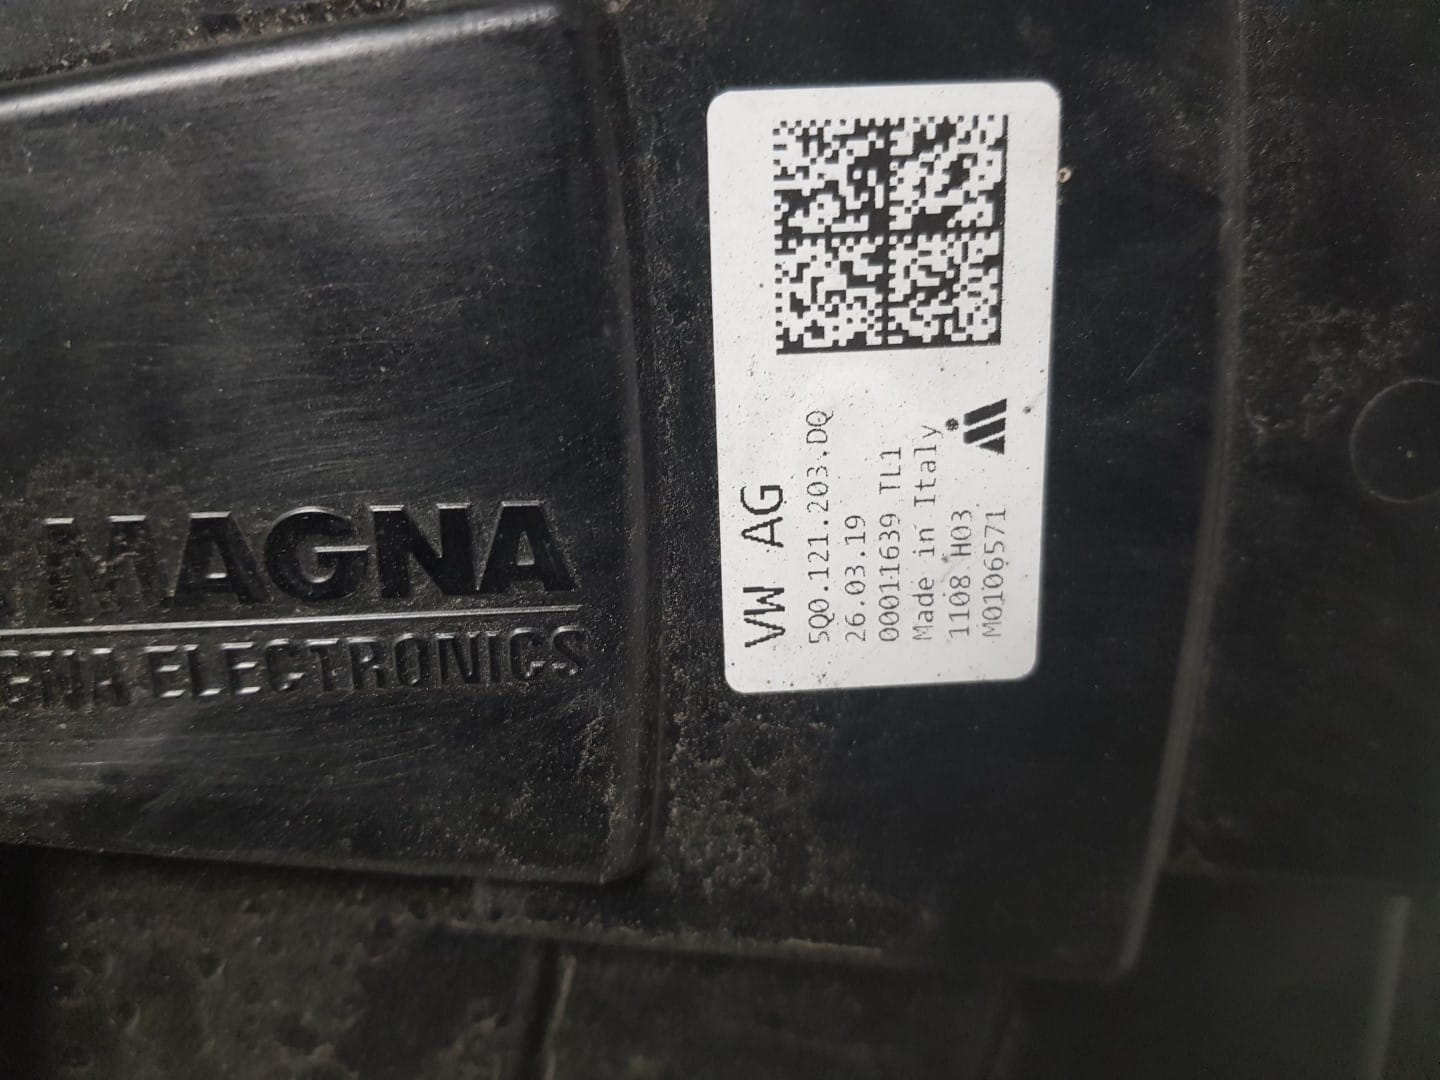 MAGNA
ELECTRONICS
VW AG
5Q0.121.203.DQ
26.03.19
00011639 TL1
Made in Italy
1108 H03
M0106571